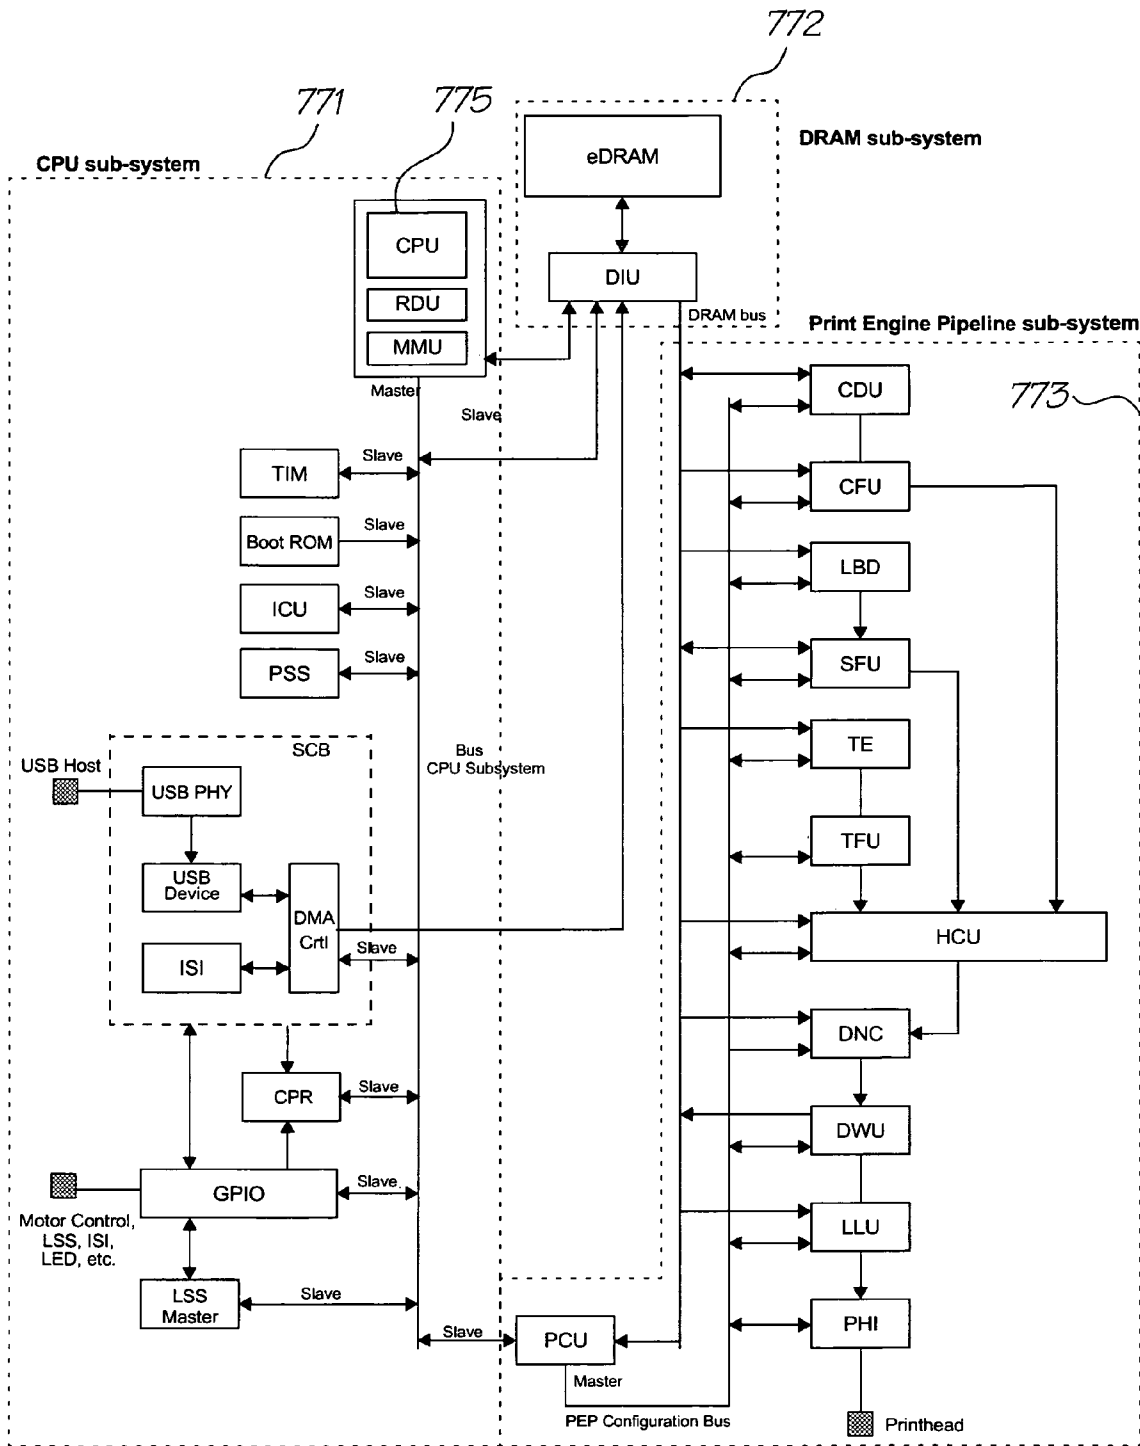 772
771
775
CPU sub-system
DRAM sub-system
eDRAM
CPU
DIU
RDU
MMU
DRAM bus
Print Engine Pipeline sub-system
Master
773
Slave
CDU
TIM
Slave
CFU
Boot ROM
Slave
LBD
ICU
Slave
PSS
Slave
SFU
SCB
Bus
CPU Subsystem
TE
USB Host
USB PHY
TFU
USB
Device
DMA
Crtl
HCU
ISI
Slave
DNC
CPR
Slave
DWU
GPIO
Slave
Motor Control,
LSS, ISI,
LED, etc.
LLU
LSS
Master
Slave
PHI
Slave
PCU
Master
PEP Configuration Bus
Printhead